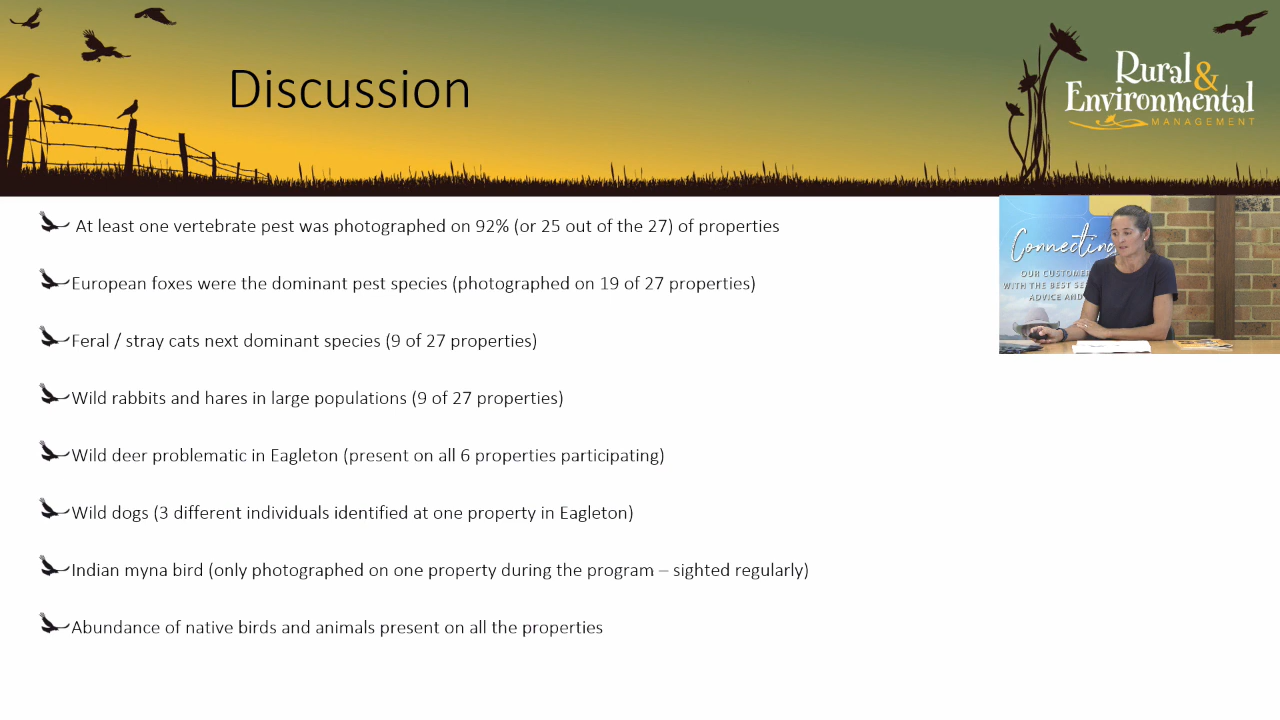 Discussion
Rural &
Environmental
MANAGEMENT
At least one vertebrate pest was photographed on 92% (or 25 out of the 27) of properties
European foxes were the dominant pest species (photographed on 19 of 27 properties)
Feral / stray cats next dominant species (9 of 27 properties)
Wild rabbits and hares in large populations (9 of 27 properties)
Wild deer problematic in Eagleton (present on all 6 properties participating)
Wild dogs (3 different individuals identified at one property in Eagleton)
Indian myna bird (only photographed on one property during the program – sighted regularly)
Abundance of native birds and animals present on all the properties
Connecting
OUR CUSTOMER
WITH THE BEST SE
ADVICE AND